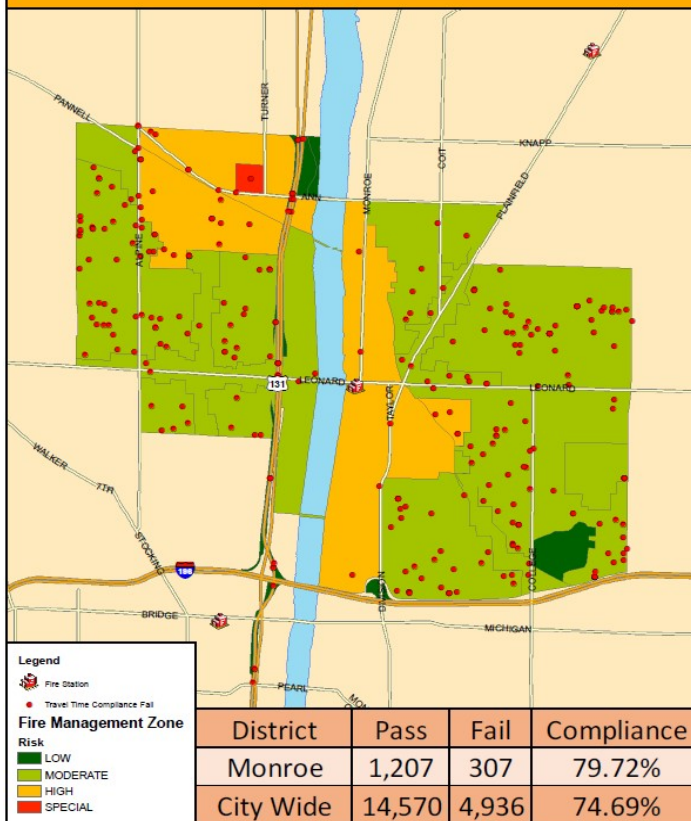 TURNER
PANNELL
KNAPP
COIT
PLAINFIELD
MONROE
ANN
ALPINE
LEONARD
131
LEONARD
TAYLOR
WALKER
7TH
STOCKING
196
COLLEGE
DIVISION
BRIDGE
MICHIGAN
PEARL
Legend
Fire Station
Travel Time Compliance Fail
Fire Management Zone
Risk
LOW
MODERATE
HIGH
SPECIAL
District Pass Fail Compliance
Monroe 1,207 307 79.72%
City Wide 14,570 4,936 74.69%